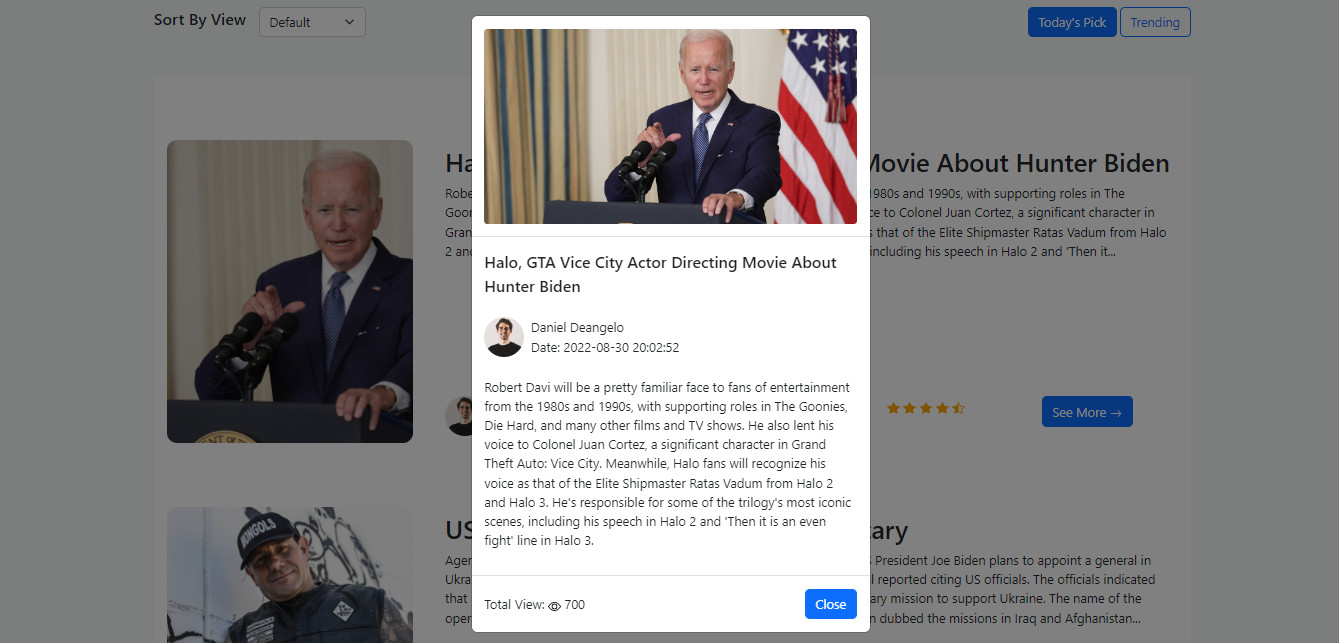 Sort By View
Default
Today's Pick
Trending
Ha
Movie About Hunter Biden
Robe
1980s and 1990s, with supporting roles in The
Goon
ce to Colonel Juan Cortez, a significant character in
Gran
s that of the Elite Shipmaster Ratas Vadum from Halo
2 and
including his speech in Halo 2 and 'Then it...
See More →
US
tary
Agen
S President Joe Biden plans to appoint a general in
Ukra
l reported citing US officials. The officials indicated
that
ary mission to support Ukraine. The name of the
oper
n dubbed the missions in Iraq and Afghanistan...
MONGOLS
Halo, GTA Vice City Actor Directing Movie About
Hunter Biden
Daniel Deangelo
Date: 2022-08-30 20:02:52
Robert Davi will be a pretty familiar face to fans of entertainment
from the 1980s and 1990s, with supporting roles in The Goonies,
Die Hard, and many other films and TV shows. He also lent his
voice to Colonel Juan Cortez, a significant character in Grand
Theft Auto: Vice City. Meanwhile, Halo fans will recognize his
voice as that of the Elite Shipmaster Ratas Vadum from Halo 2
and Halo 3. He's responsible for some of the trilogy's most iconic
scenes, including his speech in Halo 2 and 'Then it is an even
fight' line in Halo 3.
Total View: 700
Close